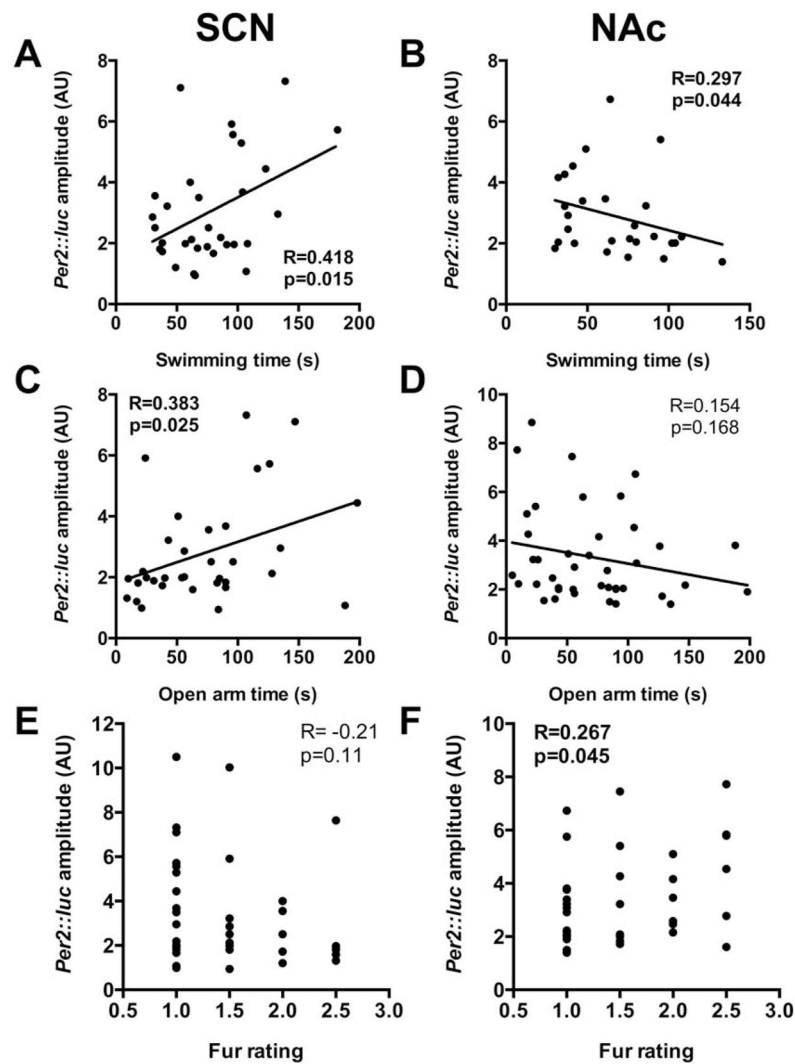 SCN
NAc
A
Per2::luc amplitude (AU)
8
6
4
2
0
R=0.418
p=0.015
0
50
100
150
200
Swimming time (s)
B
Per2::luc amplitude (AU)
8
6
4
2
0
R=0.297
p=0.044
0
50
100
150
Swimming time (s)
C
Per2::luc amplitude (AU)
8
6
4
2
0
R=0.383
p=0.025
0
50
100
150
200
Open arm time (s)
D
Per2::luc amplitude (AU)
10
8
6
4
2
0
R=0.154
p=0.168
0
50
100
150
200
Open arm time (s)
E
Per2::luc amplitude (AU)
12
10
8
6
4
2
0
R= -0.21
p=0.11
0.5
1.0
1.5
2.0
2.5
3.0
Fur rating
F
Per2::luc amplitude (AU)
10
8
6
4
2
0
R=0.267
p=0.045
0.5
1.0
1.5
2.0
2.5
3.0
Fur rating